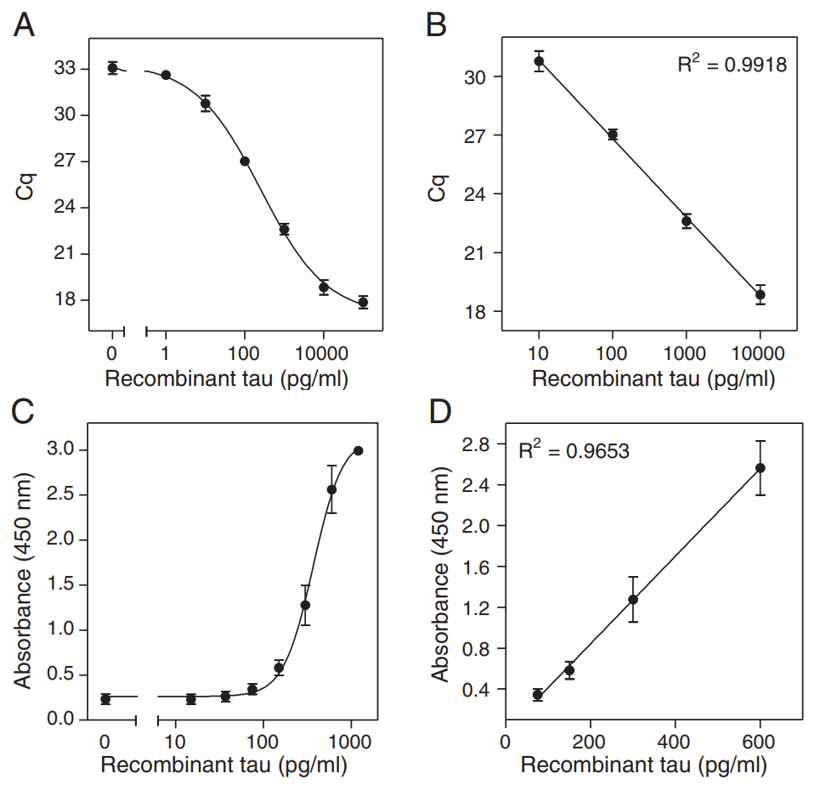 A
33
30
27
24
21
18
Cq
0 1 100 10000
Recombinant tau (pg/ml)
B
R² = 0.9918
30
27
24
21
18
Cq
10 100 1000 10000
Recombinant tau (pg/ml)
C
3.0
2.5
2.0
1.5
1.0
0.5
0.0
Absorbance (450 nm)
0 10 100 1000
Recombinant tau (pg/ml)
D
R² = 0.9653
2.8
2.4
2.0
1.6
1.2
0.8
0.4
Absorbance (450 nm)
0 200 400 600
Recombinant tau (pg/ml)